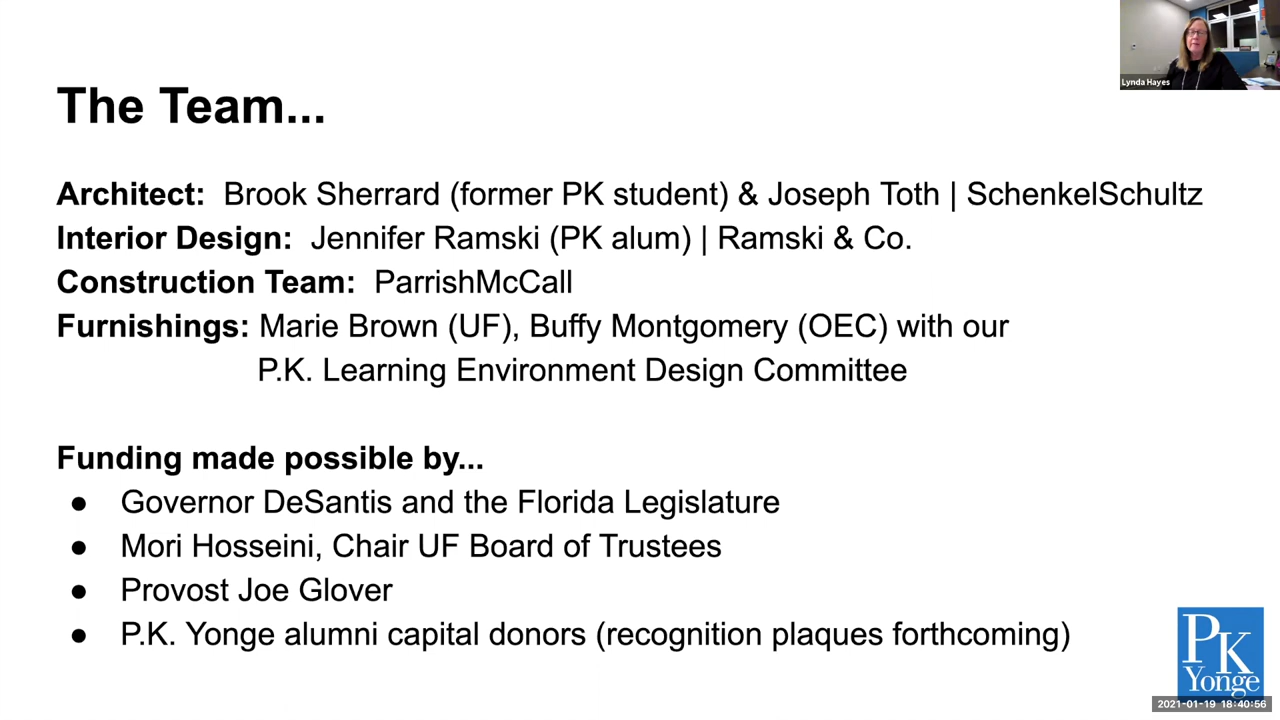 Lynda Hayes
The Team...
Architect: Brook Sherrard (former PK student) & Joseph Toth | SchenkelSchultz
Interior Design: Jennifer Ramski (PK alum) | Ramski & Co.
Construction Team: ParrishMcCall
Furnishings: Marie Brown (UF), Buffy Montgomery (OEC) with our
P.K. Learning Environment Design Committee
Funding made possible by...
● Governor DeSantis and the Florida Legislature
● Mori Hosseini, Chair UF Board of Trustees
● Provost Joe Glover
● P.K. Yonge alumni capital donors (recognition plaques forthcoming)
PK
Yonge
2021-01-19 18:40:56